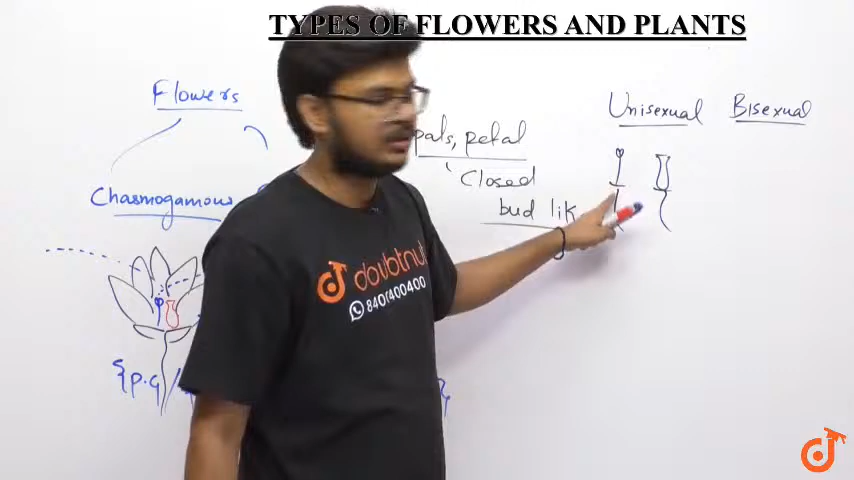 TYPES OF FLOWERS AND PLANTS
Flowers
Chasmogamous
pals, petal
Closed
bud lik
Unisexual Bisexual
doubtnut
8400400400
{P.G/
}